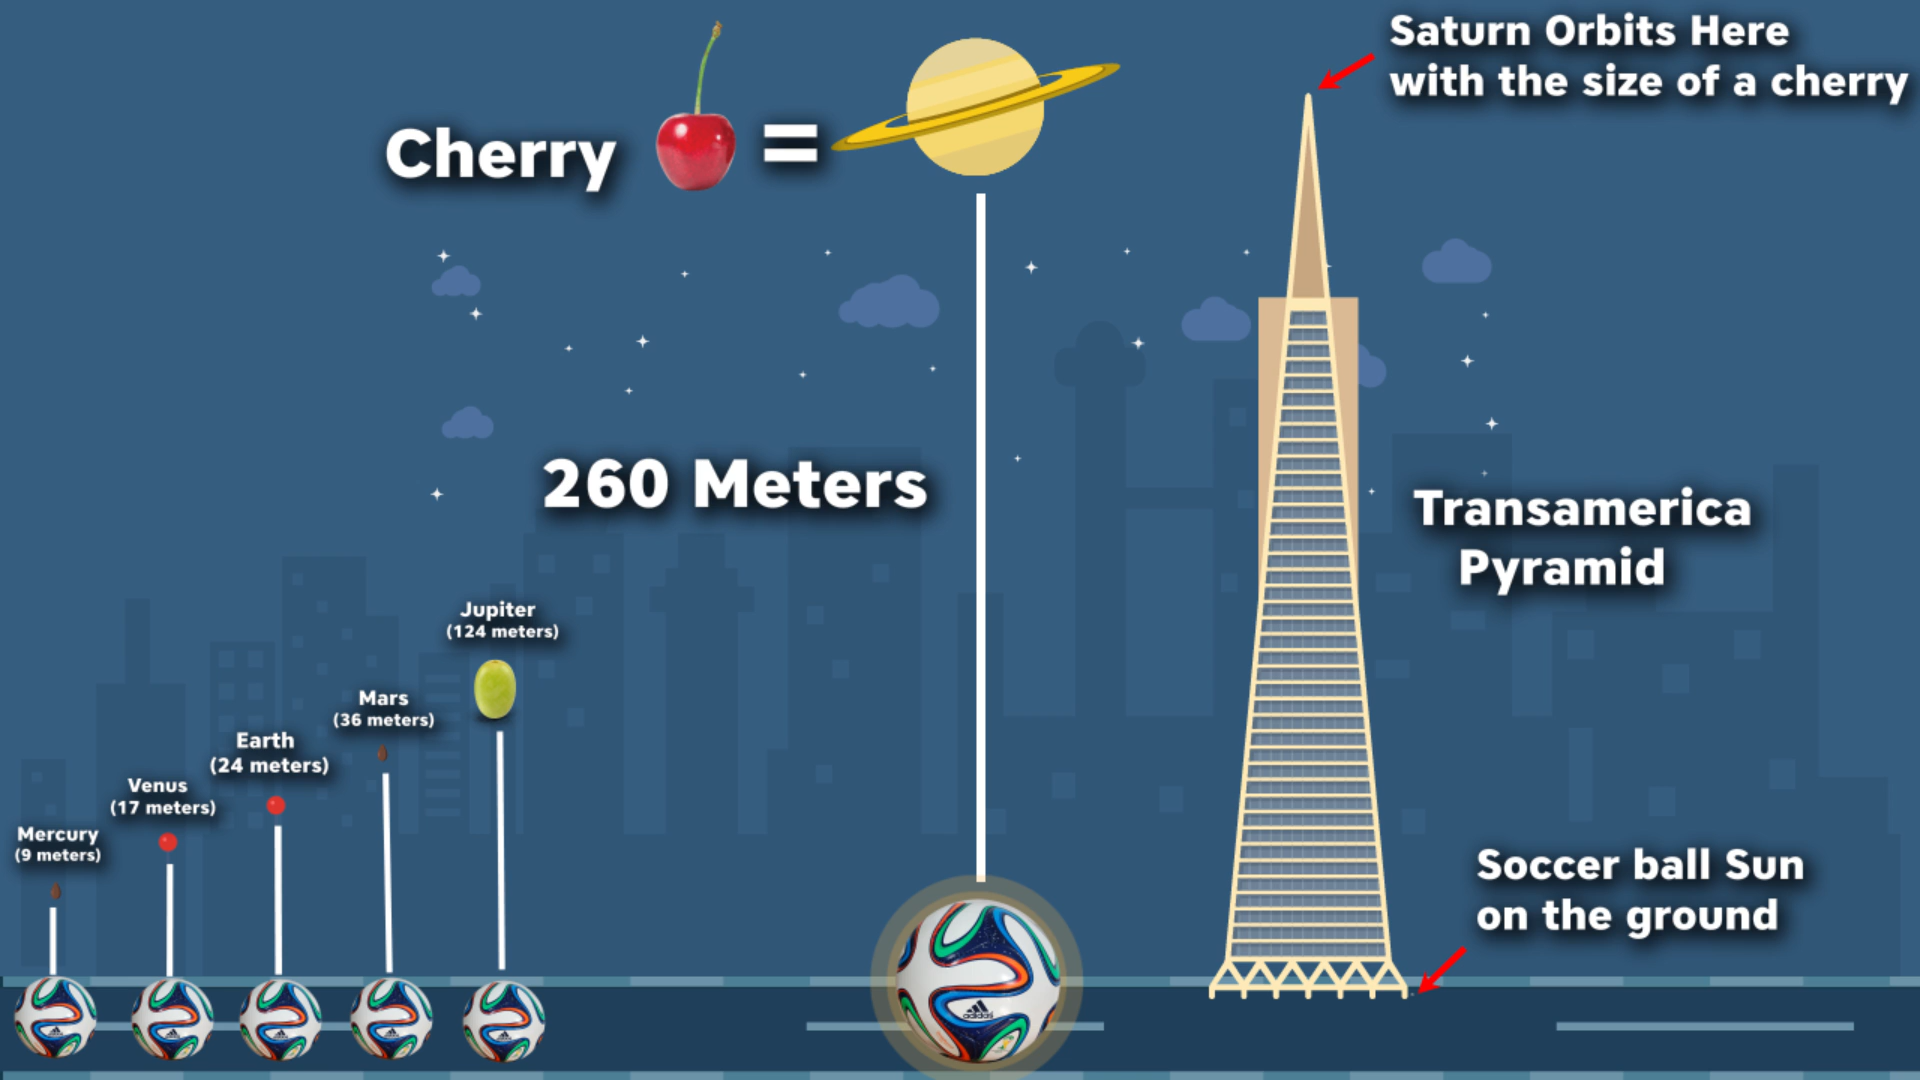 Saturn Orbits Here
with the size of a cherry
Cherry
=
260 Meters
Transamerica
Pyramid
Jupiter
(124 meters)
Mars
(36 meters)
Earth
(24 meters)
Venus
(17 meters)
Mercury
(9 meters)
Soccer ball Sun
on the ground
adidas